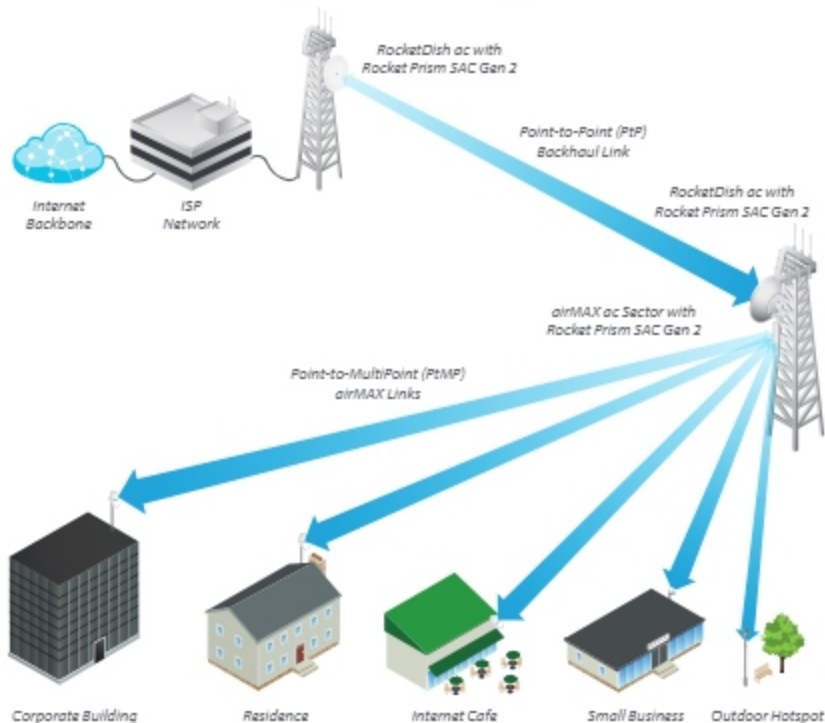 RocketDish ac with
Rocket Prism 5AC Gen 2
Point-to-Point (PtP)
Backhaul Link
Internet
Backbone
ISP
Network
RocketDish ac with
Rocket Prism 5AC Gen 2
airMAX ac Sector with
Rocket Prism 5AC Gen 2
Point-to-MultiPoint (PtMP)
airMAX Links
Corporate Building
Residence
Internet Cafe
Small Business
Outdoor Hotspot